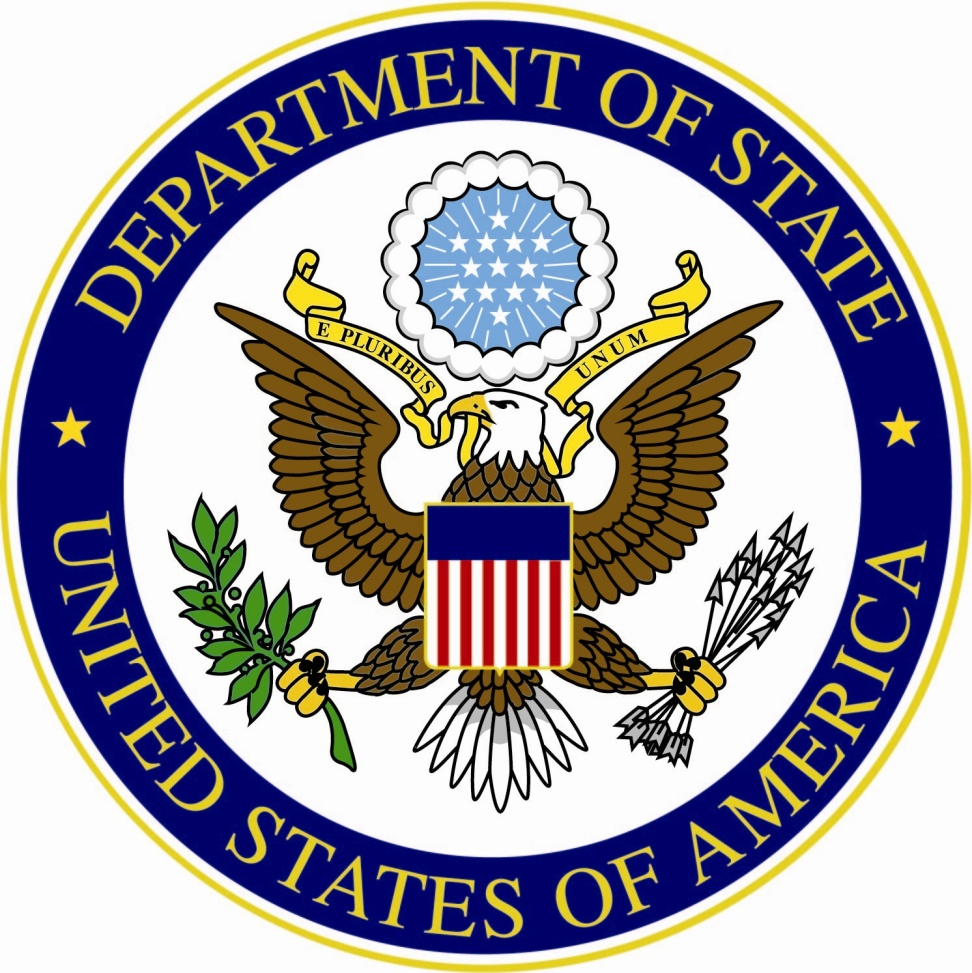 DEPARTMENT OF STATE
E PLURIBUS UNUM
UNITED STATES OF AMERICA